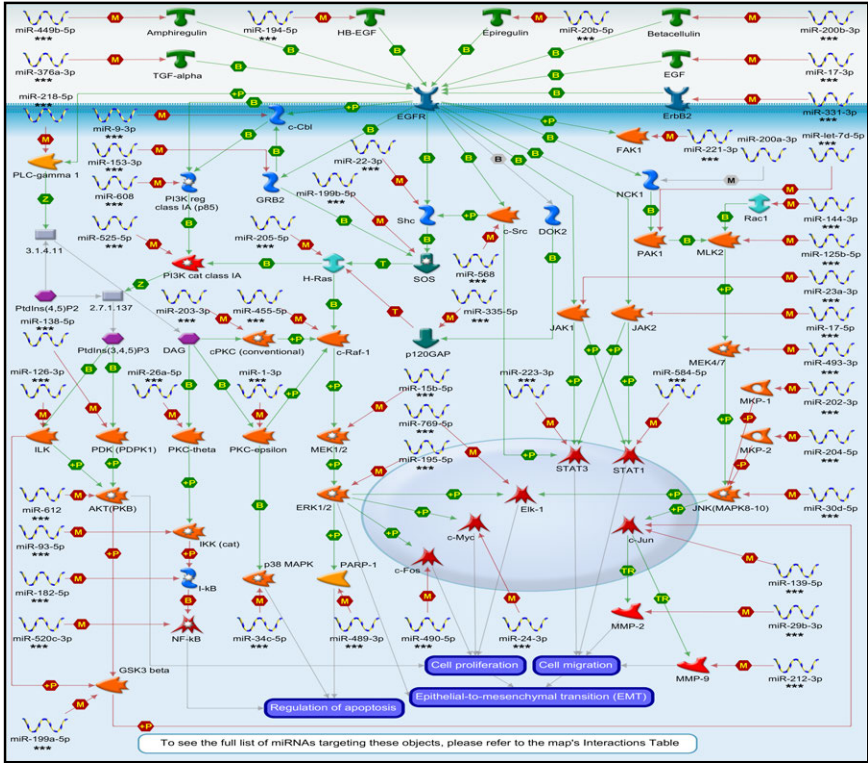 miR-449b-5p Amphiregulin miR-194-5p HB-EGF Epiregulin miR-20b-5p Betacellulin miR-200b-3p
*** *** *** ***
M M M M
B B B B
miR-376a-3p TGF-alpha EGF miR-17-3p
*** ***
M B B M
miR-218-5p +P B +P B EGFR ErbB2 miR-331-3p
*** *** M
miR-9-3p c-Cbl FAK1 miR-221-3p miR-200a-3p miR-let-7d-5p
*** *** *** ***
miR-153-3p miR-22-3p
*** ***
PLC-gamma 1 miR-608 PI3K reg GRB2 miR-199b-5p NCK1
*** class IA (p85) ***
Shc +P c-Src DOK2 Rac1 miR-144-3p
***
3.1.4.11 miR-525-5p miR-205-5p PAK1 B MLK2 miR-125b-5p
*** *** ***
PI3K cat class IA B H-Ras T SOS miR-568
***
miR-23a-3p
***
PtdIns(4,5)P2 2.7.1.137 miR-203-3p miR-455-5p miR-335-5p JAK1 JAK2 miR-17-5p
*** *** *** ***
miR-138-5p
***
PtdIns(3,4,5)P3 DAG cPKC (conventional) +P c-Raf-1 p120GAP MEK4/7 miR-493-3p
***
miR-126-3p miR-26a-5p miR-1-3p miR-15b-5p miR-223-3p miR-584-5p MKP-1 miR-202-3p
*** *** *** *** *** *** ***
miR-769-5p
***
ILK PDK (PDPK1) PKC-theta PKC-epsilon MEK1/2 miR-195-5p STAT3 STAT1 MKP-2 miR-204-5p
*** ***
miR-612 AKT(PKB) ERK1/2 Elk-1 JNK(MAPK8-10) miR-30d-5p
*** ***
miR-93-5p IKK (cat) c-Myc c-Jun
***
miR-182-5p I-kB p38 MAPK PARP-1 c-Fos miR-139-5p
*** ***
TR TR
miR-520c-3p NF-kB miR-34c-5p miR-489-3p miR-490-5p miR-24-3p MMP-2 miR-29b-3p
*** *** *** *** *** ***
GSK3 beta Cell proliferation Cell migration MMP-9 miR-212-3p
***
Regulation of apoptosis Epithelial-to-mesenchymal transition (EMT)
miR-199a-5p
***
To see the full list of miRNAs targeting these objects, please refer to the map's Interactions Table